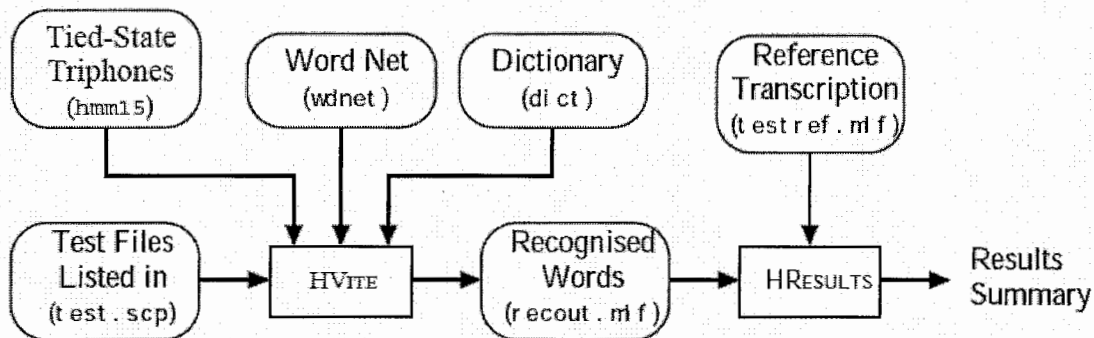 Tied-State
Triphones
(hmm15)
Word Net
(wdnet)
Dictionary
(dict)
Reference
Transcription
(testref.mlf)
Test Files
Listed in
(test.scp)
HVITE
Recognised
Words
(recout.mlf)
HRESULTS
Results
Summary